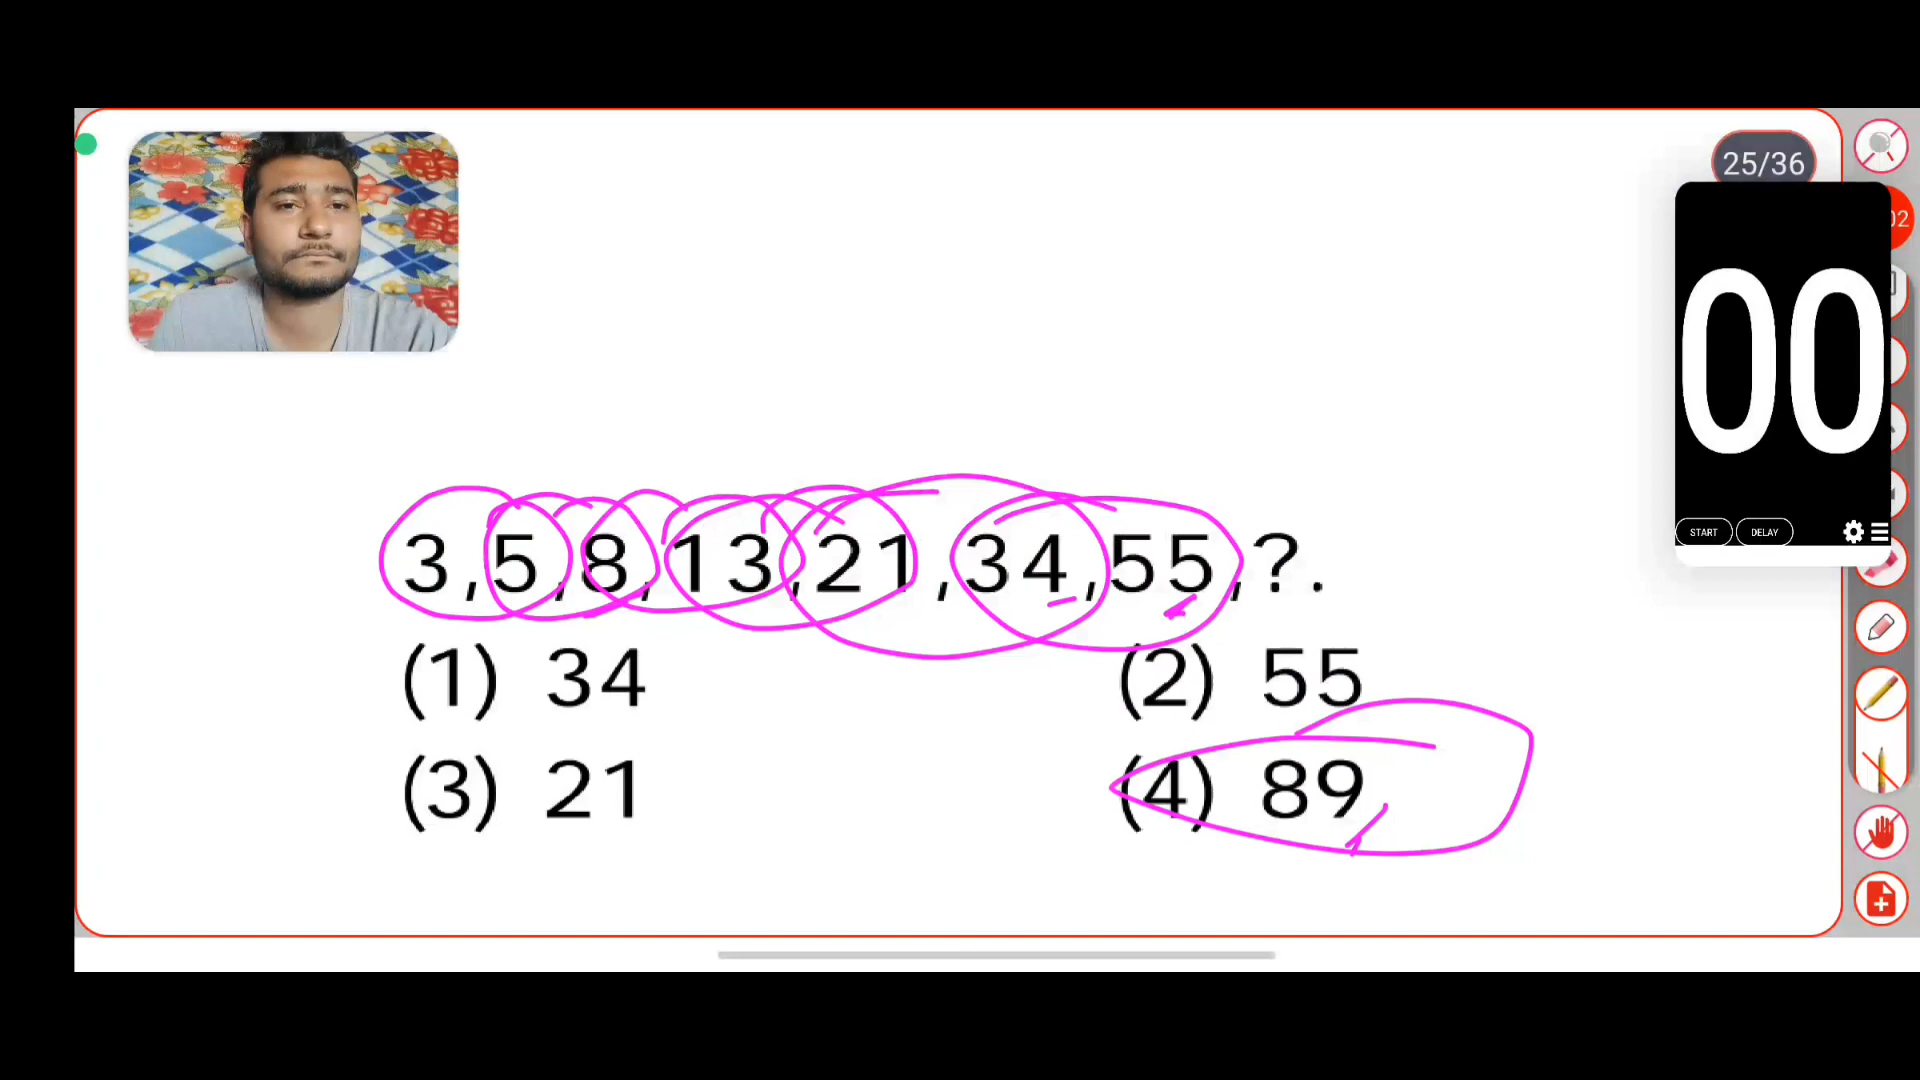 25/36
02
00
START DELAY
3,5,8,13,21,34,55,?.
(1) 34 (2) 55
(3) 21 (4) 89